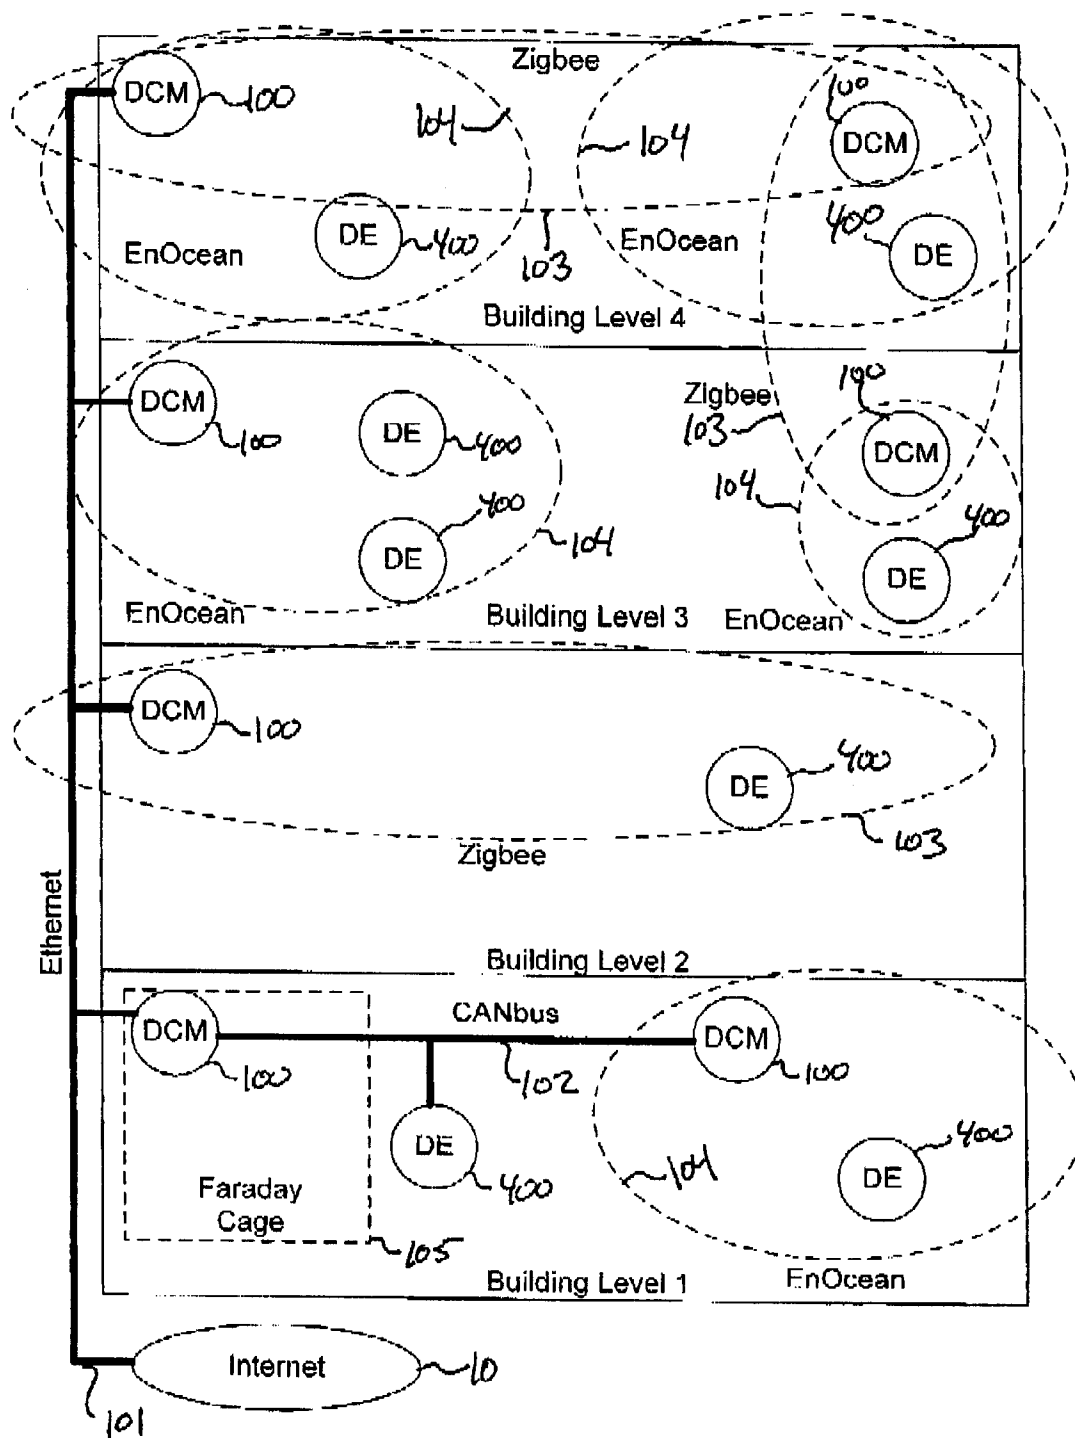 Zigbee
DCM
100
104
104
100
DCM
DE
400
EnOcean
103
EnOcean
400
DE
Building Level 4
DCM
100
DE
400
400
DE
104
EnOcean
Building Level 3
Zigbee
103
100
DCM
104
400
DE
EnOcean
DCM
100
DE
400
103
Zigbee
Ethernet
Building Level 2
DCM
100
CANbus
102
DCM
100
DE
400
104
400
DE
Faraday
Cage
105
Building Level 1
EnOcean
Internet
10
101